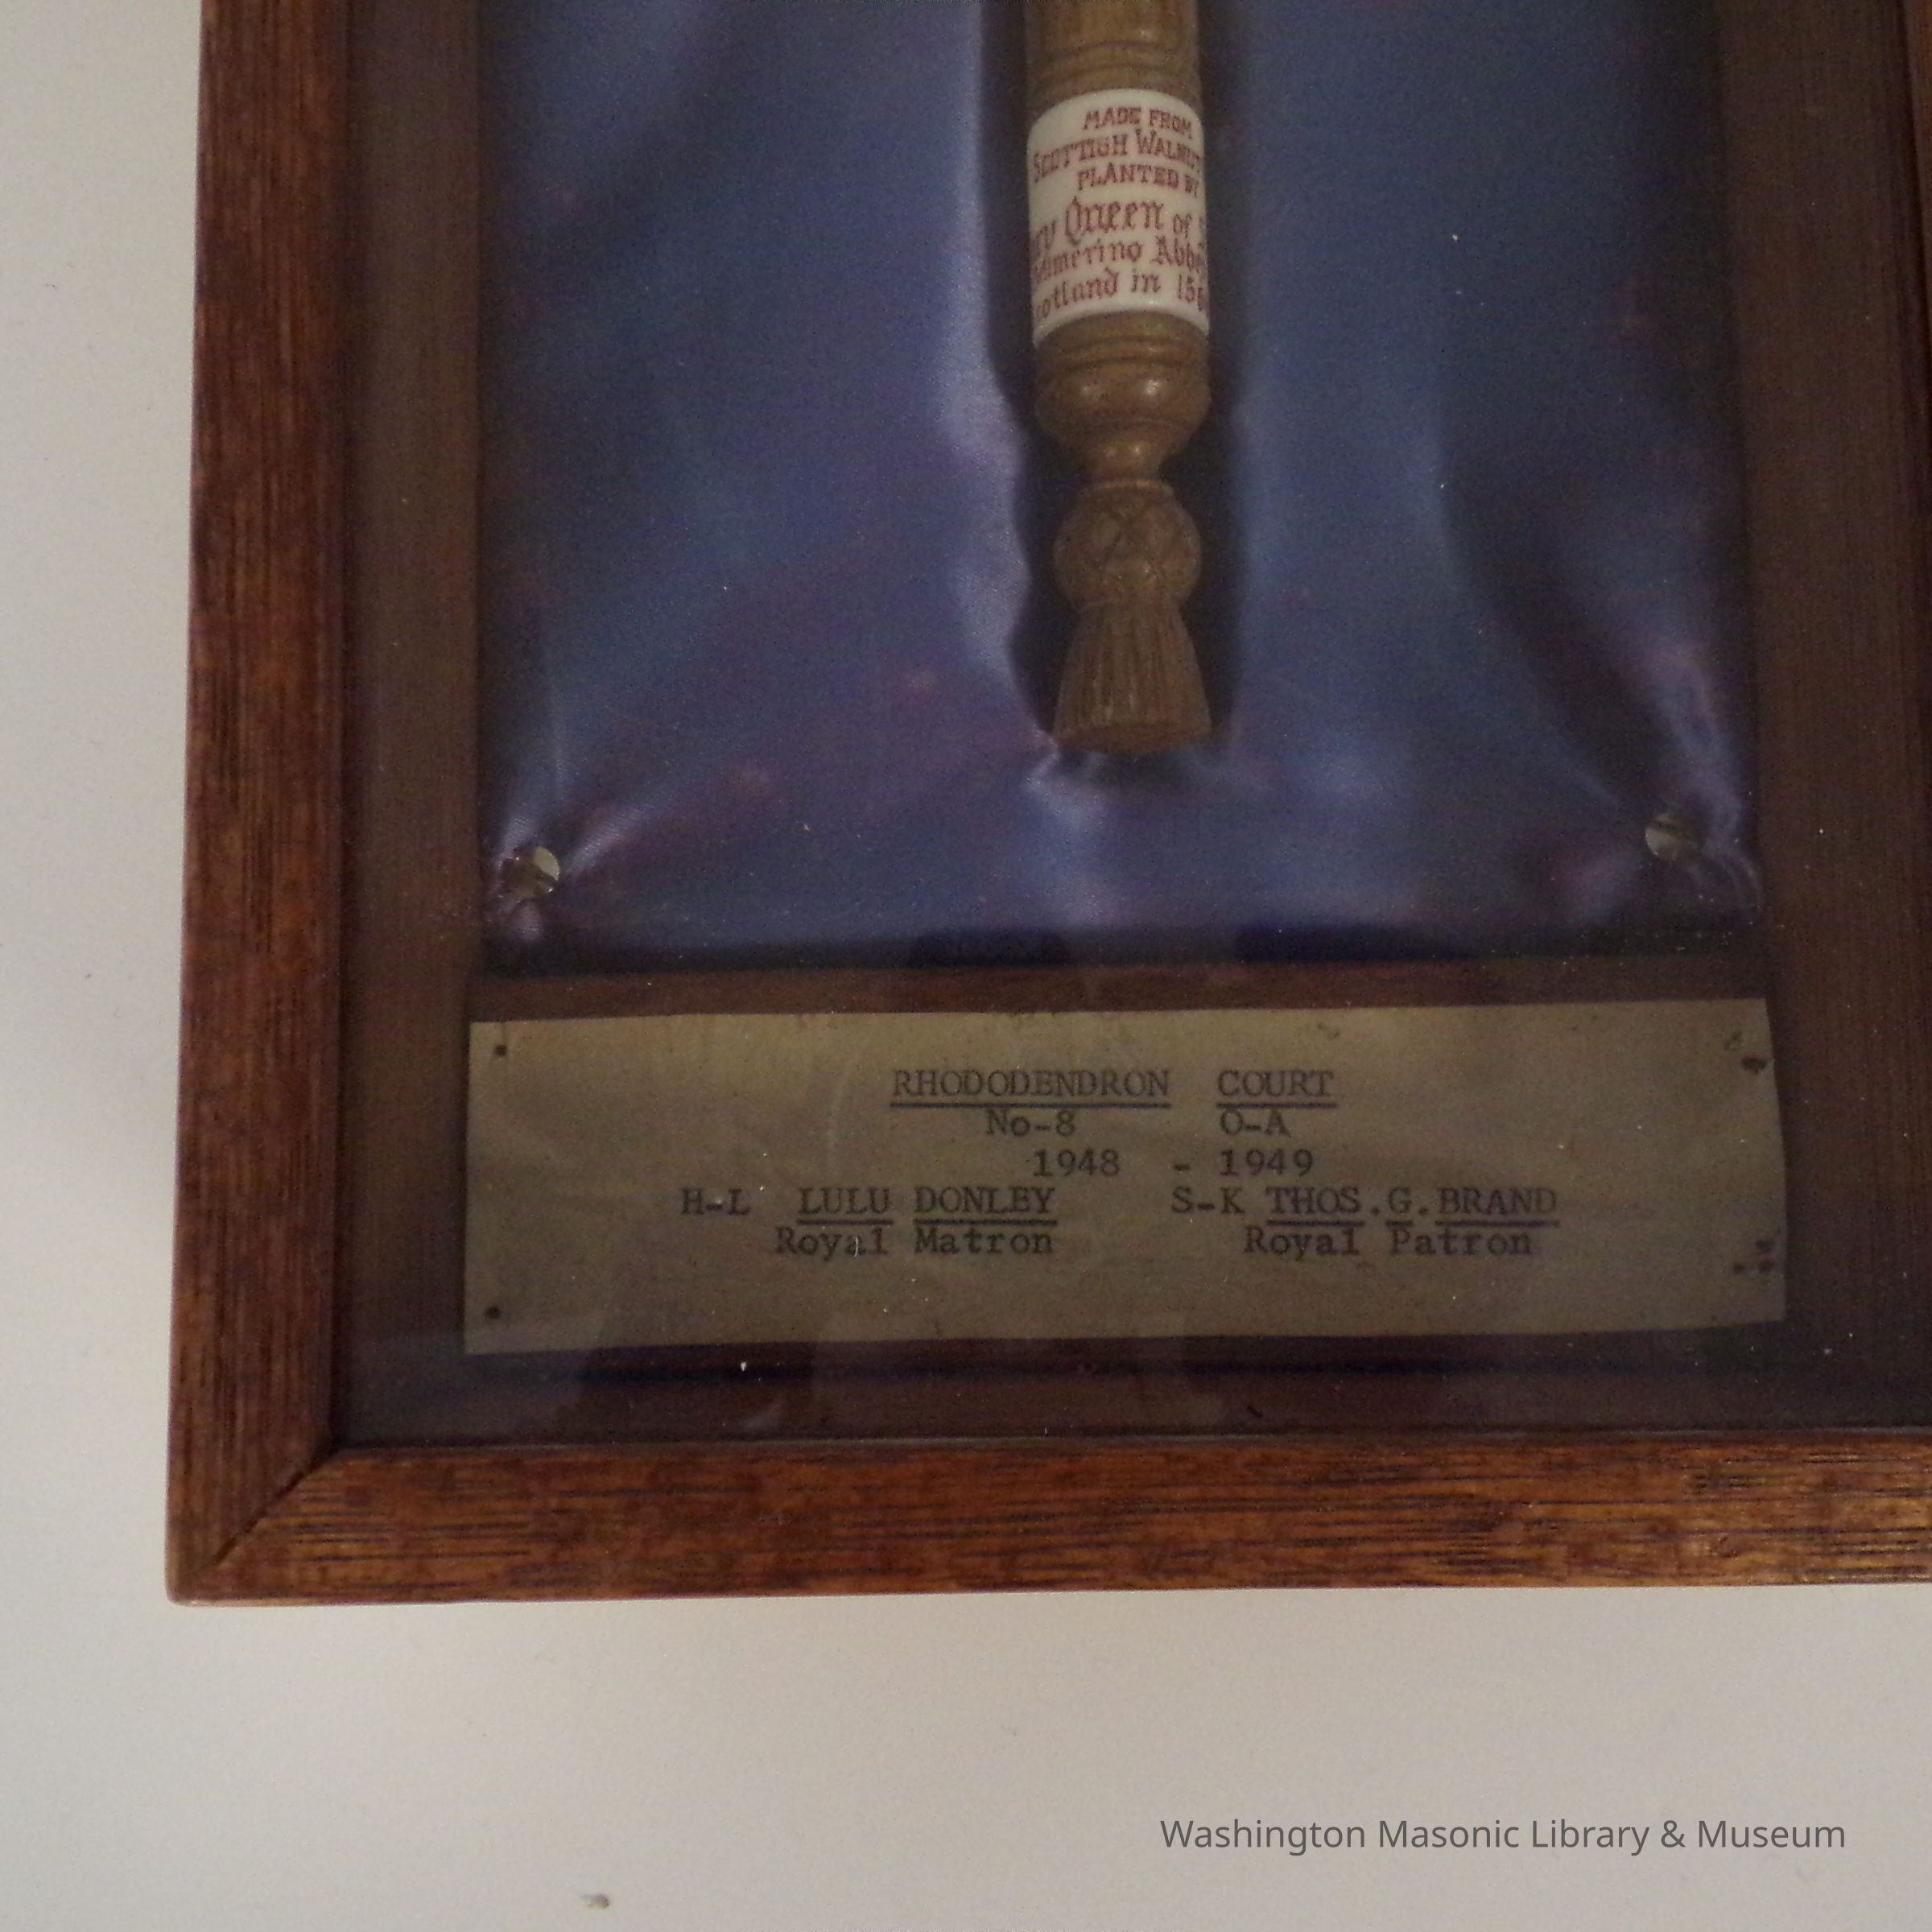 MADE FROM
SCOTTISH WALNUT
PLANTED BY
Queen of
Scotland in
RHODODENDRON COURT
No-8 O-A
1948 - 1949
H-L LULU DONLEY S-K THOS.G.BRAND
Royal Matron Royal Patron
Washington Masonic Library & Museum